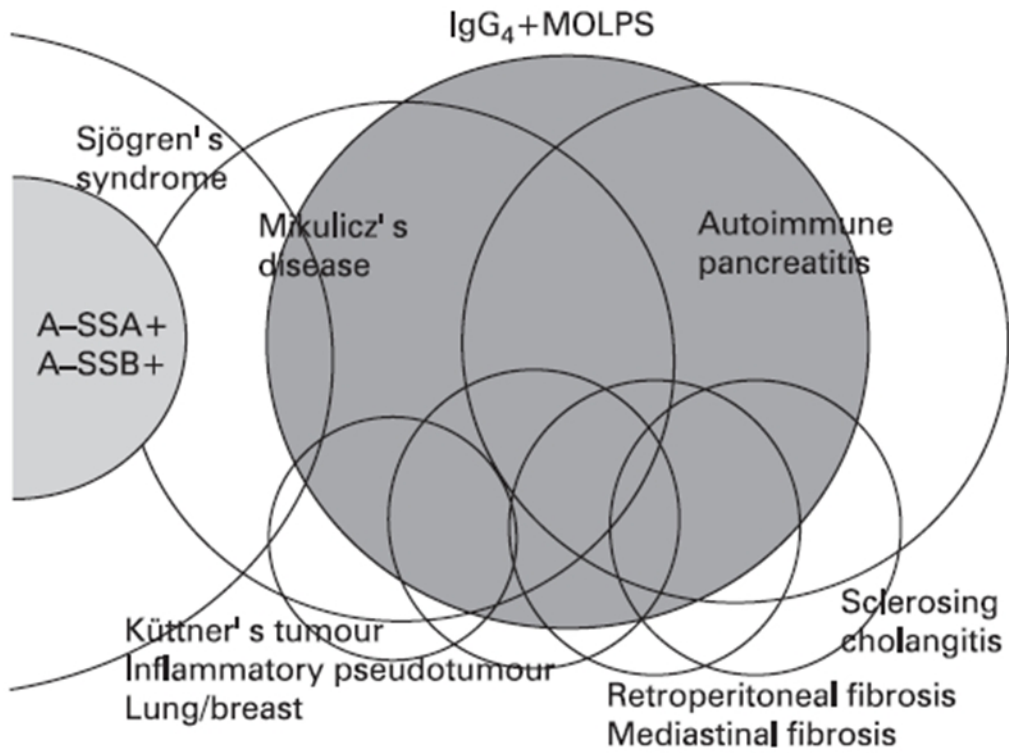 IgG₄+MOLPS
Sjögren's
syndrome
Mikulicz's
disease
Autoimmune
pancreatitis
A–SSA+
A–SSB+
Sclerosing
cholangitis
Küttner's tumour
Inflammatory pseudotumour
Lung/breast
Retroperitoneal fibrosis
Mediastinal fibrosis